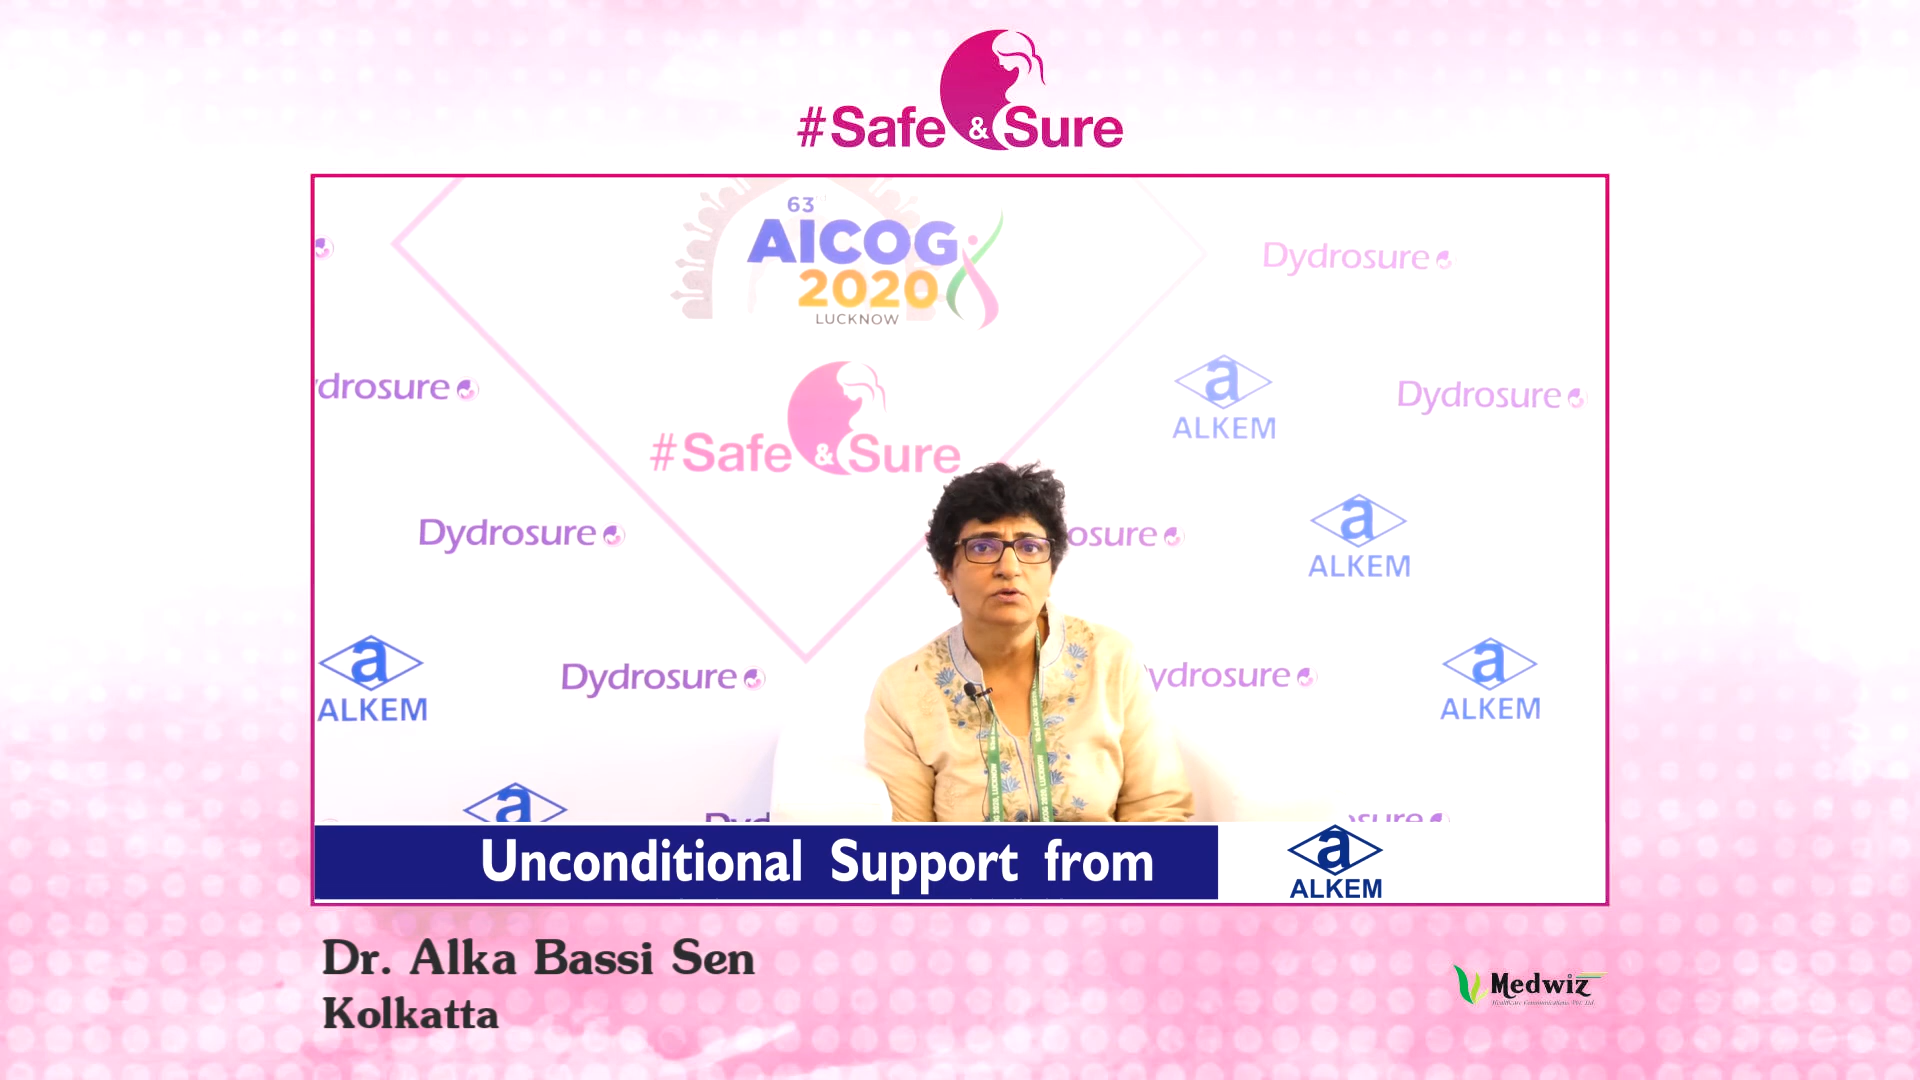 #Safe & Sure
63
AICOG
2020
LUCKNOW
Dydrosure
drosure
a
ALKEM
Dydrosure
#Safe & Sure
Dydrosure
osure
a
ALKEM
a
ALKEM
Dydrosure
ydrosure
a
ALKEM
a
Unconditional Support from
a
ALKEM
Dr. Alka Bassi Sen
Kolkatta
Medwiz